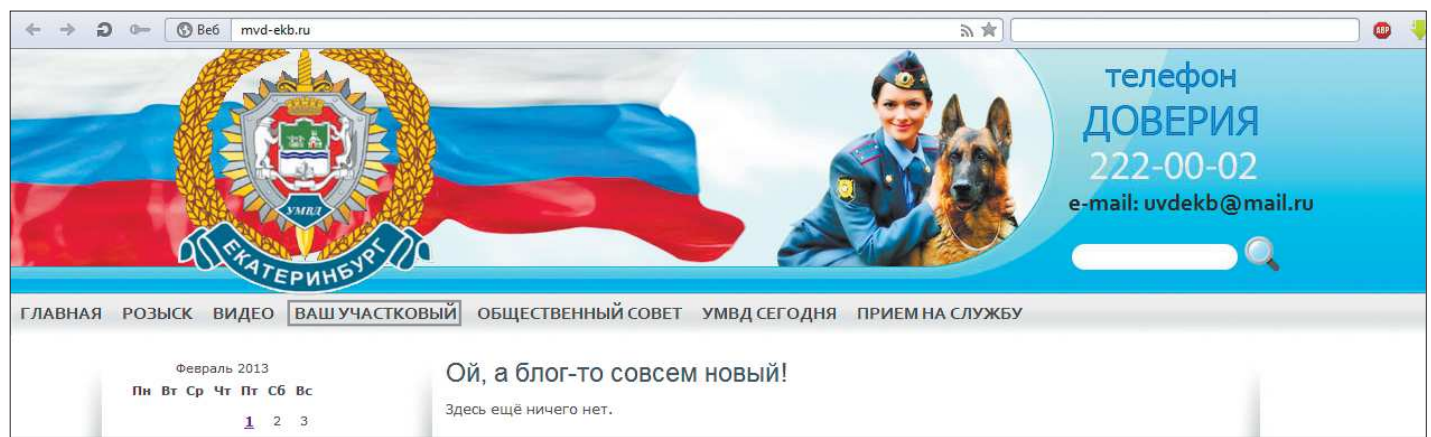 Веб mvd-ekb.ru
ABP
телефон
ДОВЕРИЯ
222-00-02
e-mail: uvdekb@mail.ru
УМВД
ЕКАТЕРИНБУРГ
ГЛАВНАЯ РОЗЫСК ВИДЕО ВАШ УЧАСТКОВЫЙ ОБЩЕСТВЕННЫЙ СОВЕТ УМВД СЕГОДНЯ ПРИЕМ НА СЛУЖБУ
Февраль 2013
Пн Вт Ср Чт Пт Сб Вс
1 2 3
Ой, а блог-то совсем новый!
Здесь ещё ничего нет.